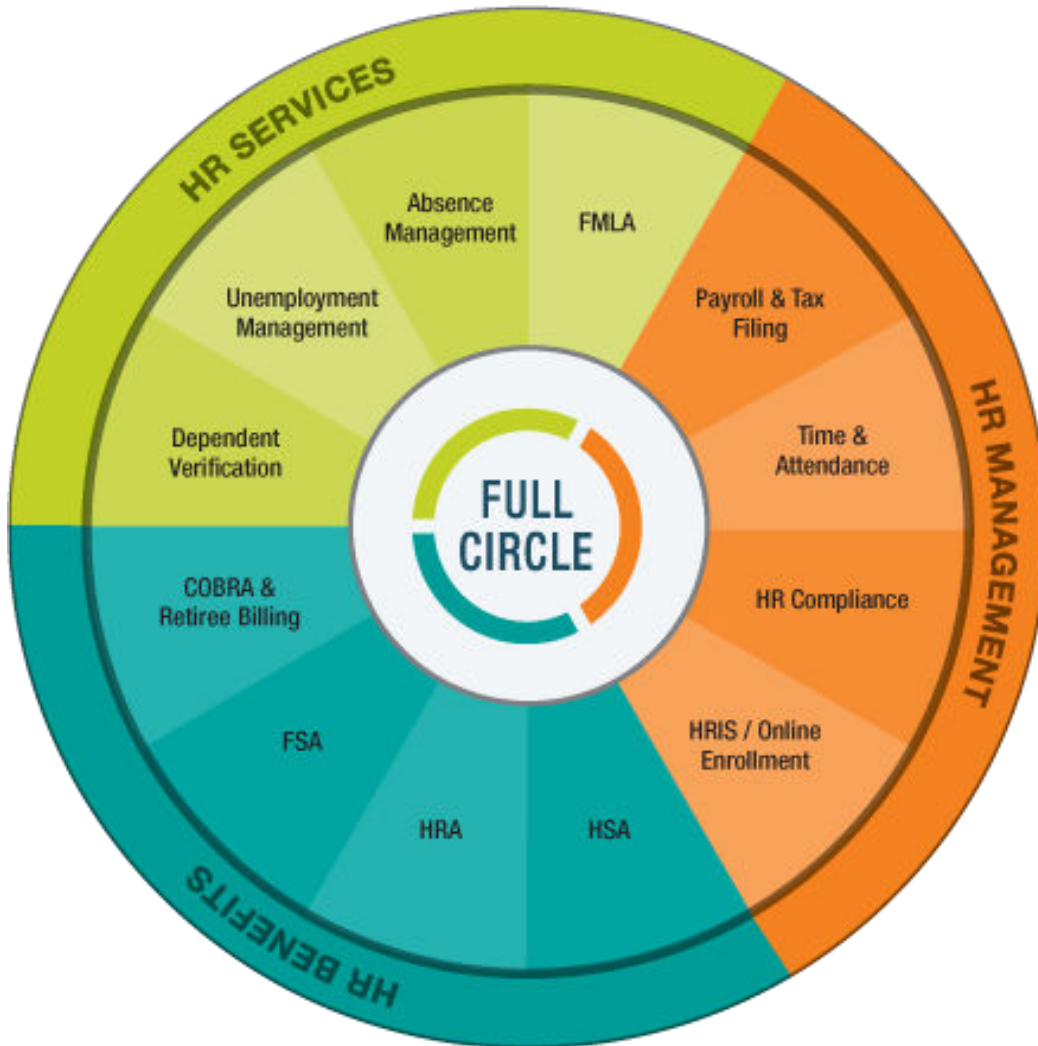 HR SERVICES
Absence
Management
FMLA
Unemployment
Management
Payroll & Tax
Filing
Dependent
Verification
Time &
Attendance
HR MANAGEMENT
FULL
CIRCLE
COBRA &
Retiree Billing
HR Compliance
FSA
HRIS / Online
Enrollment
HRA
HSA
HR BENEFITS